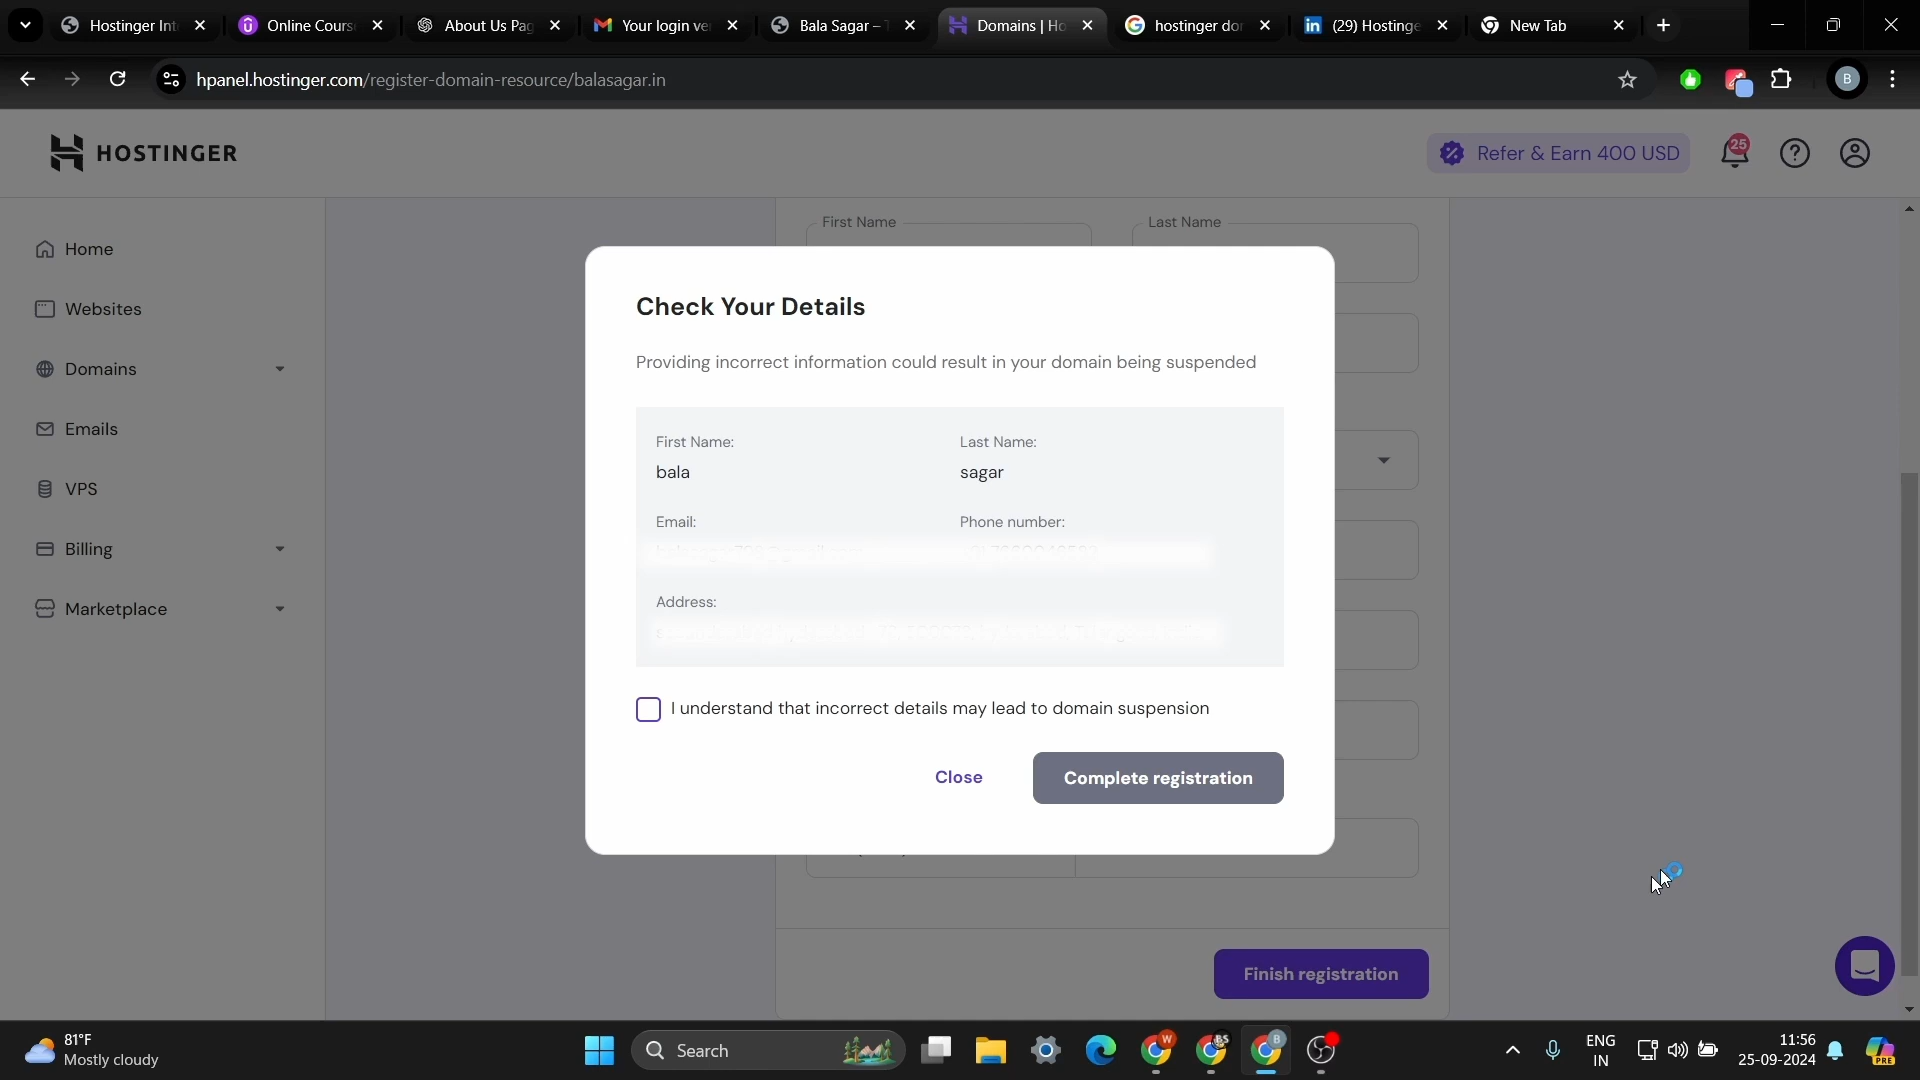 Hostinger Int
Online Course
About Us Pag
Your login ve
Bala Sagar – T
Domains | Ho
hostinger do
(29) Hostinge
New Tab
hpanel.hostinger.com/register-domain-resource/balasagar.in
B
HOSTINGER
Refer & Earn 400 USD
25
Home
Websites
Domains
Emails
VPS
Billing
Marketplace
First Name
Last Name
Check Your Details
Providing incorrect information could result in your domain being suspended
First Name:
Last Name:
bala
sagar
Email:
Phone number:
Address:
I understand that incorrect details may lead to domain suspension
Close
Complete registration
Finish registration
81°F
Mostly cloudy
Search
W
BS
B
ENG
IN
11:56
25-09-2024
PRE